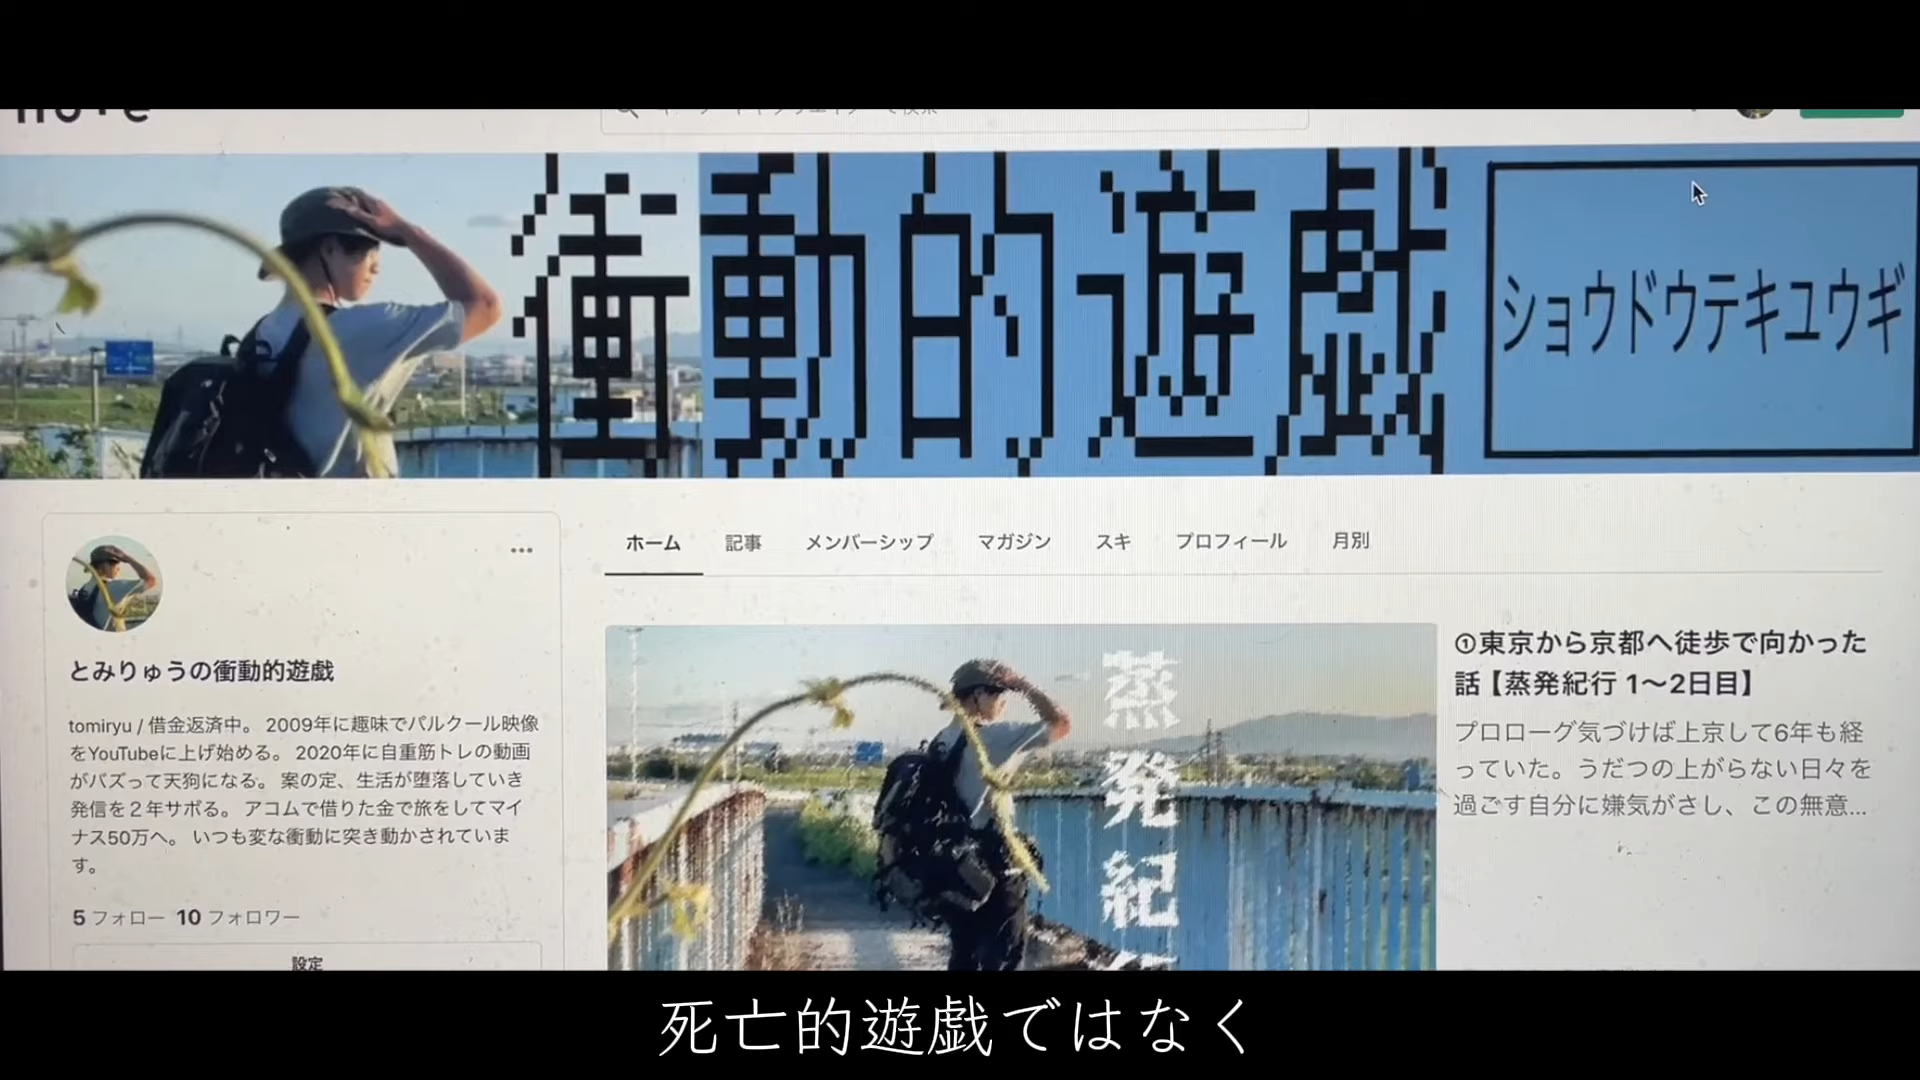 衝動的遊戯
ショウドウテキユウギ
ホーム 記事 メンバーシップ マガジン スキ プロフィール 月別
とみりゅうの衝動的遊戯
tomiryu / 借金返済中。 2009年に趣味でパルクール映像
をYouTubeに上げ始める。 2020年に自重筋トレの動画
がバズって天狗になる。 案の定、生活が堕落していき
発信を２年サボる。 アコムで借りた金で旅をしてマイ
ナス50万へ。 いつも変な衝動に突き動かされていま
す。
5 フォロー 10 フォロワー
設定
蒸発紀
①東京から京都へ徒歩で向かった
話【蒸発紀行 1〜2日目】
プロローグ気づけば上京して6年も経
っていた。うだつの上がらない日々を
過ごす自分に嫌気がさし、この無意...
死亡的遊戯ではなく